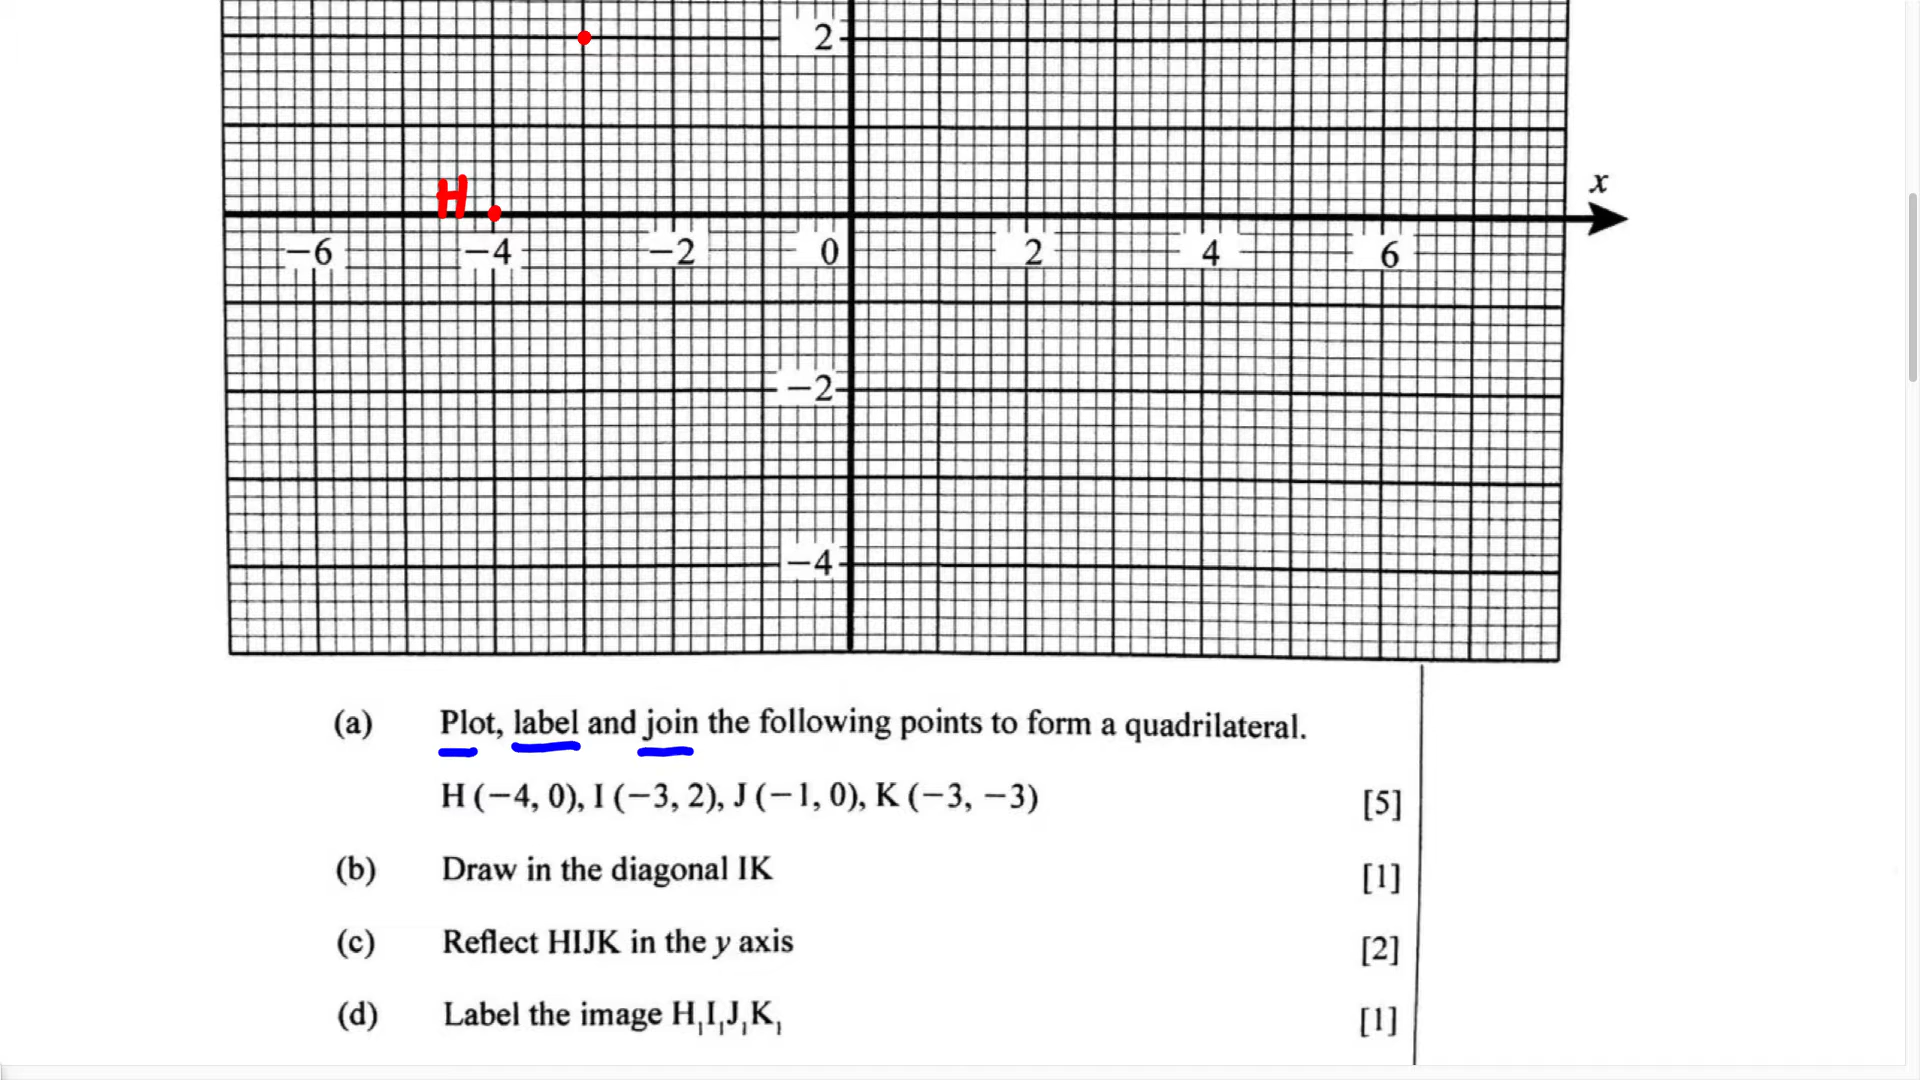 2
H
x
−6 −4 −2 0 2 4 6
−2
−4
(a) Plot, label and join the following points to form a quadrilateral.
H (−4, 0), I (−3, 2), J (−1, 0), K (−3, −3) [5]
(b) Draw in the diagonal IK [1]
(c) Reflect HIJK in the y axis [2]
(d) Label the image H₁I₁J₁K₁ [1]